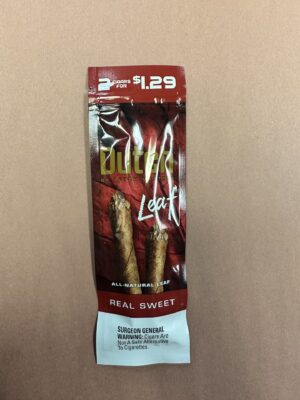 2 CIGARS FOR $1.29
Dutch
Leaf
ALL-NATURAL LEAF
REAL SWEET
SURGEON GENERAL
WARNING: Cigars Are
Not A Safe Alternative
To Cigarettes.